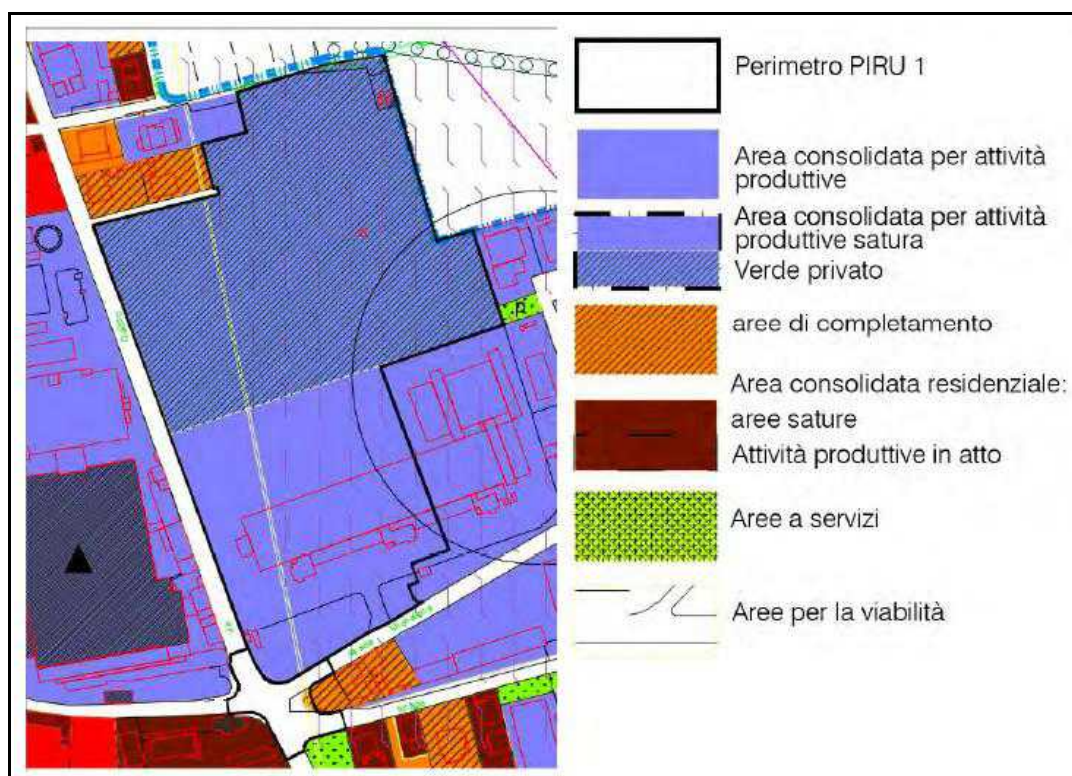 Perimetro PIRU 1
Area consolidata per attività
produttive
Area consolidata per attività
produttive satura
Verde privato
aree di completamento
Area consolidata residenziale:
aree sature
Attività produttive in atto
Aree a servizi
Aree per la viabilità